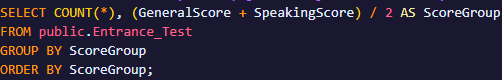 SELECT COUNT(*), (GeneralScore + SpeakingScore) / 2 AS ScoreGroup
FROM public.Entrance_Test
GROUP BY ScoreGroup
ORDER BY ScoreGroup;